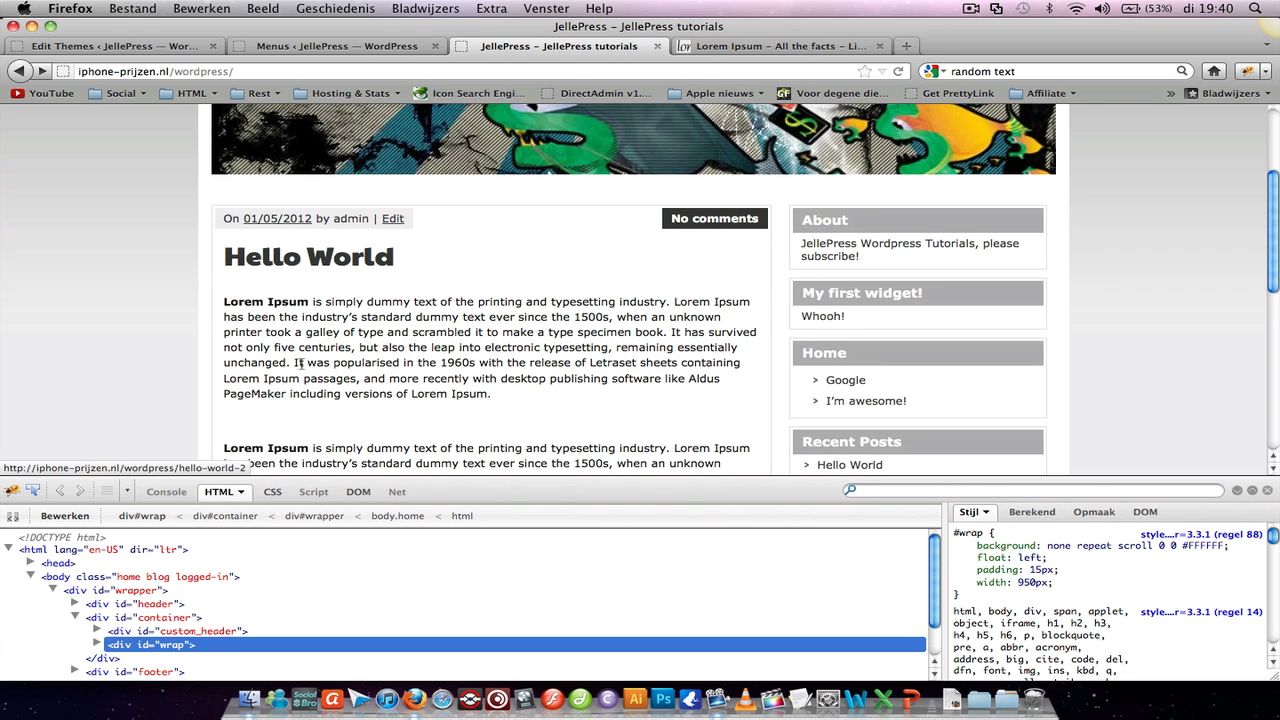 Firefox Bestand Bewerken Beeld Geschiedenis Bladwijzers Extra Venster Help (53%) di 19:40
JellePress – JellePress tutorials
Edit Themes ‹ JellePress — Wor... Menus ‹ JellePress — WordPress JellePress – JellePress tutorials Lorem Ipsum – All the facts – Li...
iphone-prijzen.nl/wordpress/ random text
YouTube Social HTML Rest Hosting & Stats Icon Search Engi... DirectAdmin v1.... Apple nieuws Voor degene die... Get PrettyLink Affiliate » Bladwijzers
On 01/05/2012 by admin | Edit No comments
Hello World
Lorem Ipsum is simply dummy text of the printing and typesetting industry. Lorem Ipsum
has been the industry's standard dummy text ever since the 1500s, when an unknown
printer took a galley of type and scrambled it to make a type specimen book. It has survived
not only five centuries, but also the leap into electronic typesetting, remaining essentially
unchanged. It was popularised in the 1960s with the release of Letraset sheets containing
Lorem Ipsum passages, and more recently with desktop publishing software like Aldus
PageMaker including versions of Lorem Ipsum.
Lorem Ipsum is simply dummy text of the printing and typesetting industry. Lorem Ipsum
been the industry's standard dummy text ever since the 1500s, when an unknown
About
JellePress Wordpress Tutorials, please
subscribe!
My first widget!
Whooh!
Home
> Google
> I'm awesome!
Recent Posts
> Hello World
http://iphone-prijzen.nl/wordpress/hello-world-2
Console HTML CSS Script DOM Net
Bewerken div#wrap < div#container < div#wrapper < body.home < html
<!DOCTYPE html>
<html lang="en-US" dir="ltr">
<head>
<body class="home blog logged-in">
<div id="wrapper">
<div id="header">
<div id="container">
<div id="custom_header">
<div id="wrap">
</div>
<div id="footer">
Stijl Berekend Opmaak DOM
#wrap { style....r=3.3.1 (regel 88)
background: none repeat scroll 0 0 #FFFFFF;
float: left;
padding: 15px;
width: 950px;
}
html, body, div, span, applet, style....r=3.3.1 (regel 14)
object, iframe, h1, h2, h3,
h4, h5, h6, p, blockquote,
pre, a, abbr, acronym,
address, big, cite, code, del,
dfn, font, img, ins, kbd, q,